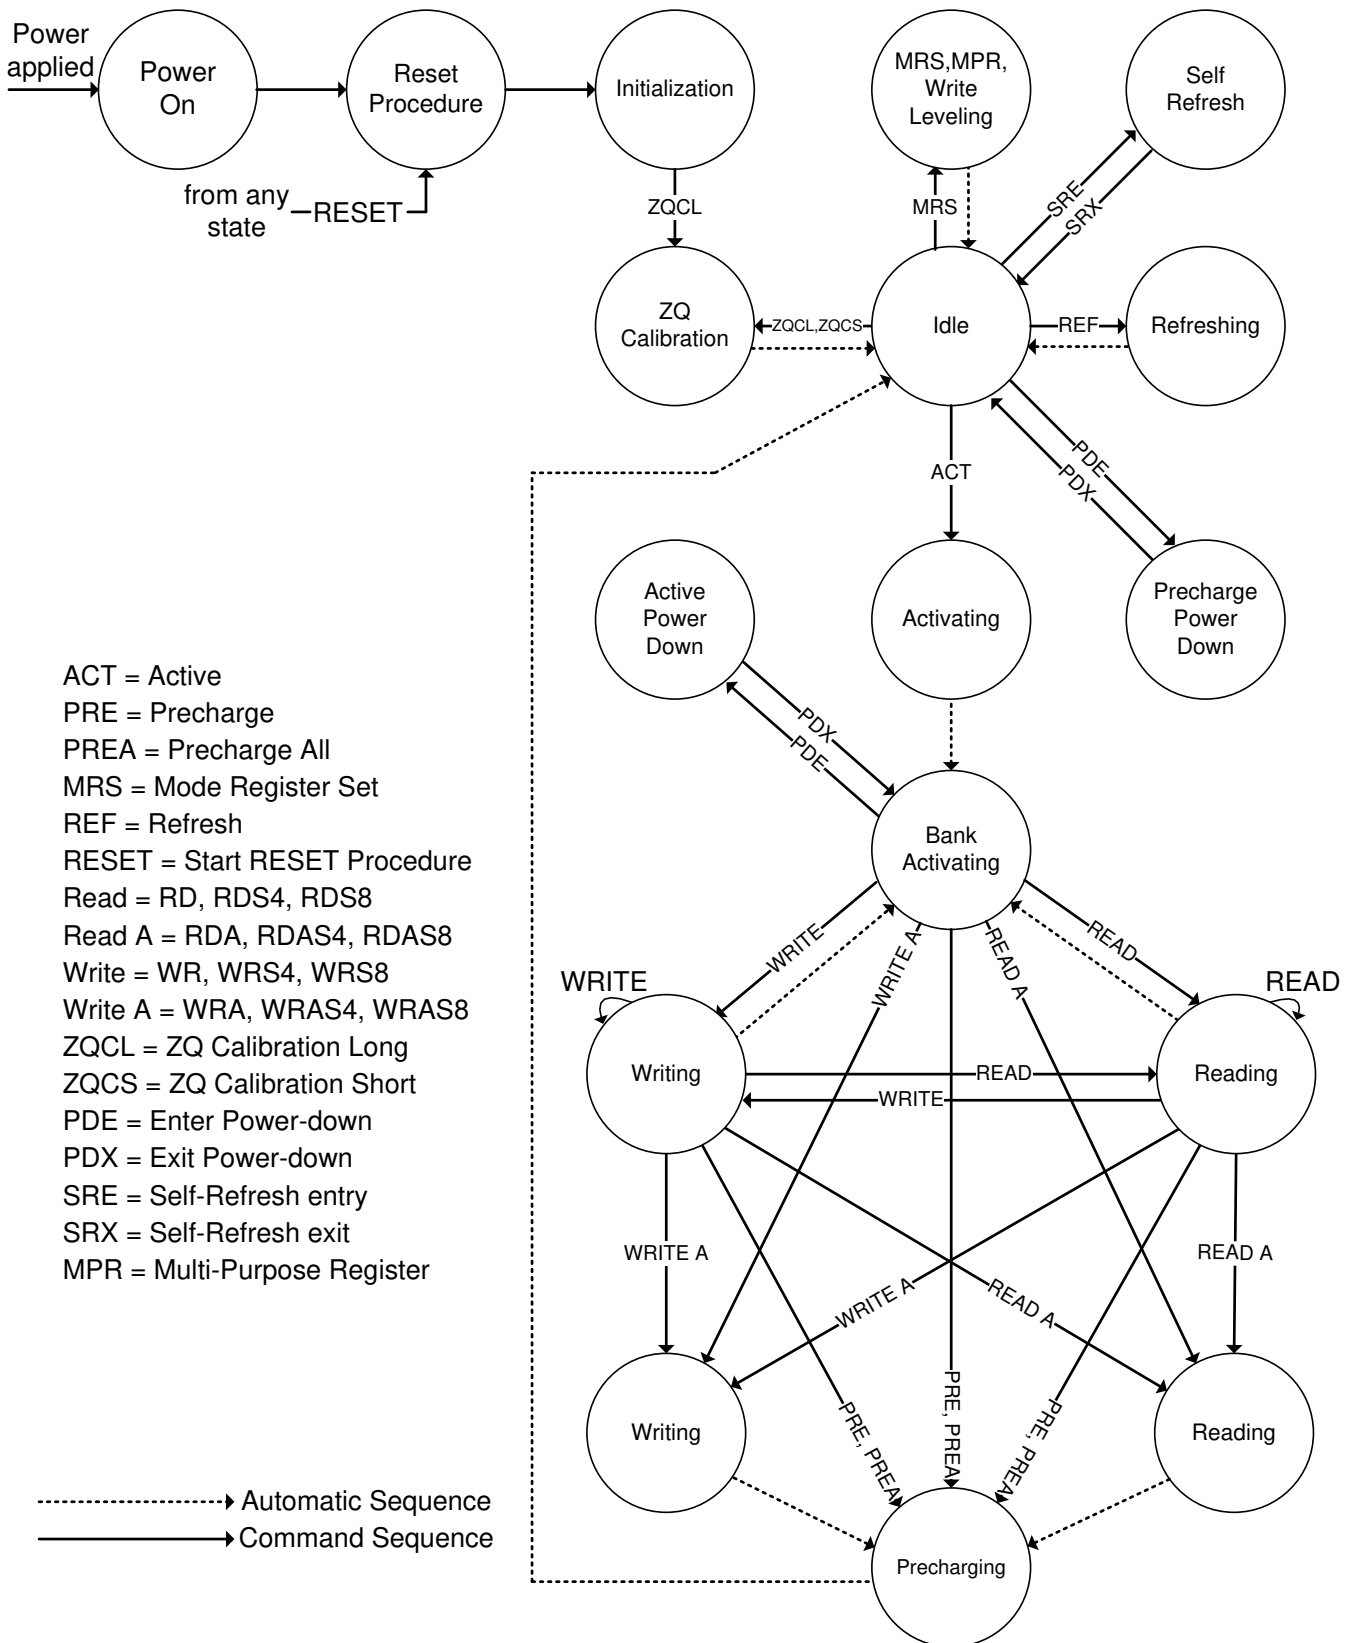 Power
applied
Power
On
Reset
Procedure
Initialization
MRS,MPR,
Write
Leveling
Self
Refresh
from any
state
RESET
ZQCL
MRS
SRE
SRX
ZQ
Calibration
ZQCL,ZQCS
Idle
REF
Refreshing
ACT
PDE
PDX
Active
Power
Down
Activating
Precharge
Power
Down
ACT = Active
PRE = Precharge
PREA = Precharge All
MRS = Mode Register Set
REF = Refresh
RESET = Start RESET Procedure
Read = RD, RDS4, RDS8
Read A = RDA, RDAS4, RDAS8
Write = WR, WRS4, WRS8
Write A = WRA, WRAS4, WRAS8
ZQCL = ZQ Calibration Long
ZQCS = ZQ Calibration Short
PDE = Enter Power-down
PDX = Exit Power-down
SRE = Self-Refresh entry
SRX = Self-Refresh exit
MPR = Multi-Purpose Register
PDX
PDE
Bank
Activating
WRITE
WRITE A
READ A
READ
WRITE
READ
Writing
READ
WRITE
Reading
WRITE A
WRITE A
READ A
READ A
PRE, PREA
PRE, PREA
PRE, PREA
Writing
Reading
Precharging
Automatic Sequence
Command Sequence